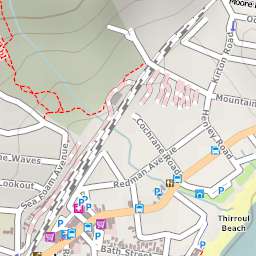 Moore
Kirton Road
Mountain
Henley Road
Cochrane Road
Redman Avenue
Sea Foam Avenue
he Waves
Lookout
Thirroul
Beach
Bath Street